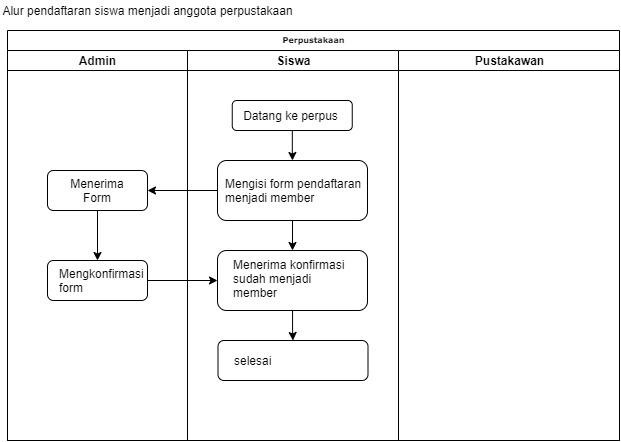 Alur pendaftaran siswa menjadi anggota perpustakaan
Perpustakaan
Admin
Siswa
Pustakawan
Datang ke perpus
Menerima
Form
Mengisi form pendaftaran
menjadi member
Mengkonfirmasi
form
Menerima konfirmasi
sudah menjadi
member
selesai